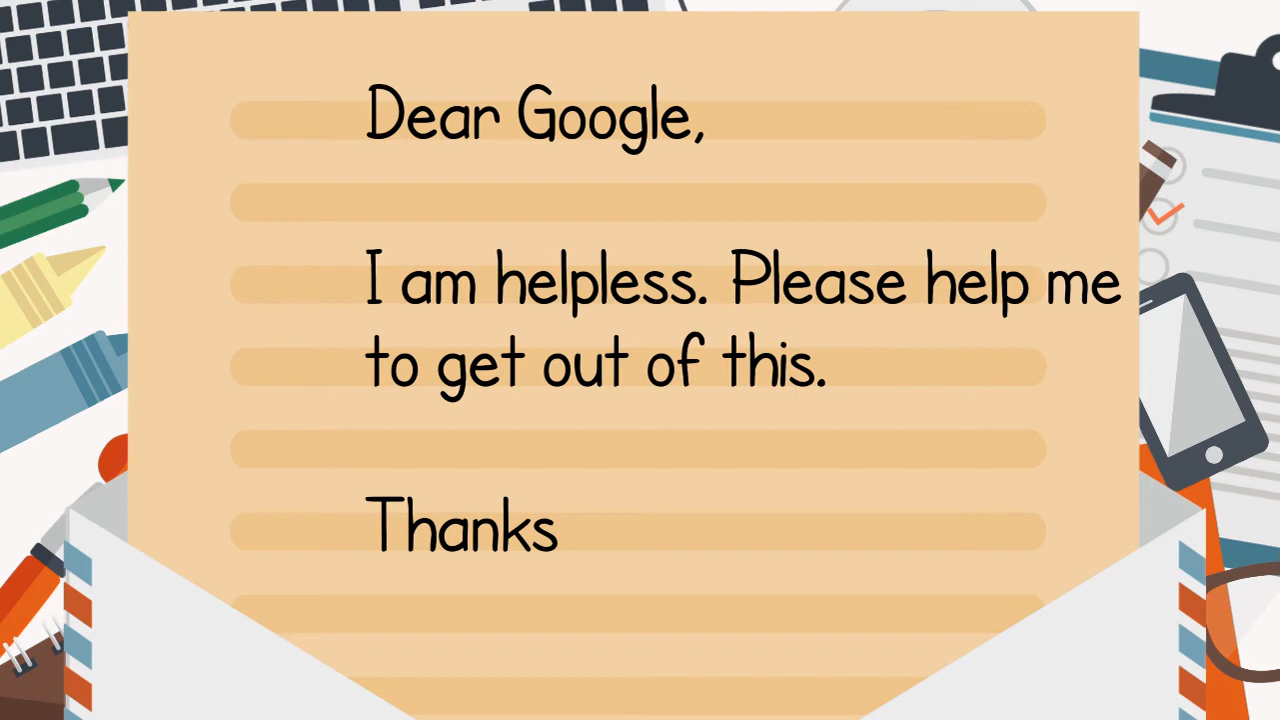 Dear Google,
I am helpless. Please help me
to get out of this.
Thanks